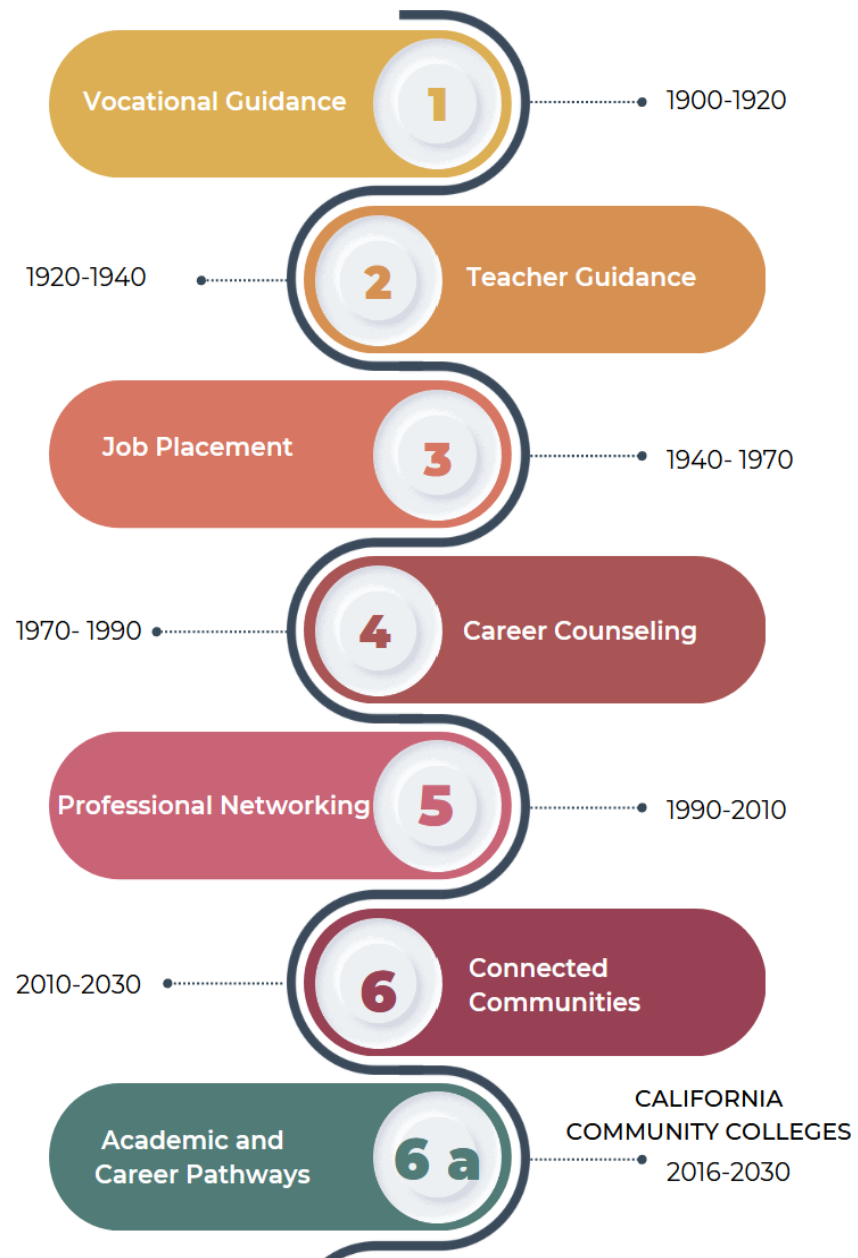 Vocational Guidance
1
1900-1920
1920-1940
2
Teacher Guidance
Job Placement
3
1940- 1970
1970- 1990
4
Career Counseling
Professional Networking
5
1990-2010
2010-2030
6
Connected
Communities
Academic and
Career Pathways
6 a
CALIFORNIA
COMMUNITY COLLEGES
2016-2030